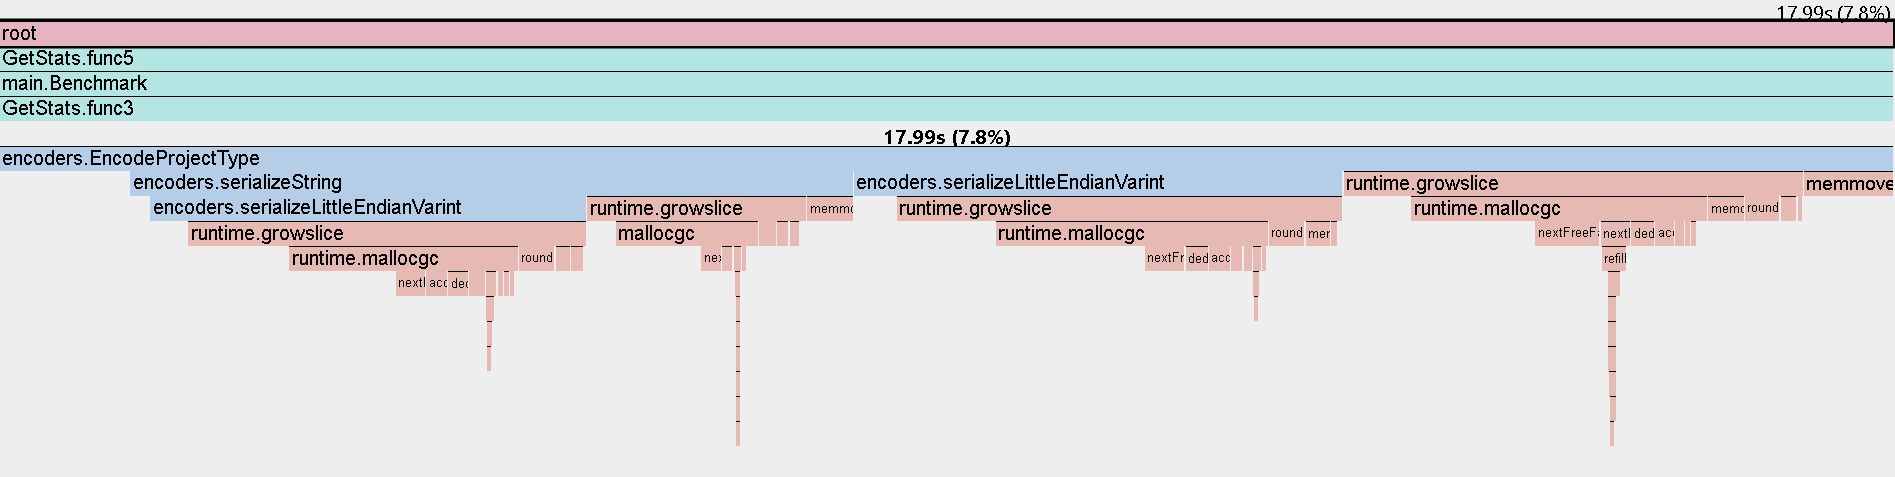 17.99s (7.8%)
root
GetStats.func5
main.Benchmark
GetStats.func3
17.99s (7.8%)
encoders.EncodeProjectType
encoders.serializeString encoders.serializeLittleEndianVarint runtime.growslice memmove
encoders.serializeLittleEndianVarint runtime.growslice memmo runtime.growslice runtime.mallocgc memo round
runtime.growslice mallocgc runtime.mallocgc round mer nextFreeF nextl ded acc
runtime.mallocgc round nex nextFr ded acc refill
nextl acc dec